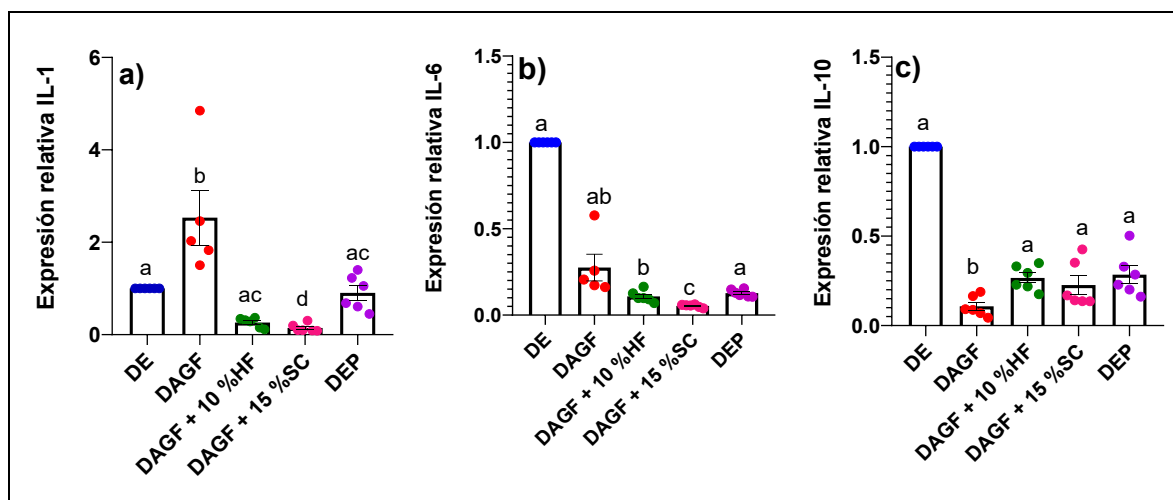 a)
Expresión relativa IL-1
6
4
2
0
a
b
ac
d
ac
DE
DAGF
DAGF + 10 %HF
DAGF + 15 %SC
DEP
b)
Expresión relativa IL-6
1.5
1.0
0.5
0.0
a
ab
b
c
a
DE
DAGF
DAGF + 10 %HF
DAGF + 15 %SC
DEP
c)
Expresión relativa IL-10
1.5
1.0
0.5
0.0
a
b
a
a
a
DE
DAGF
DAGF + 10 %HF
DAGF + 15 %SC
DEP